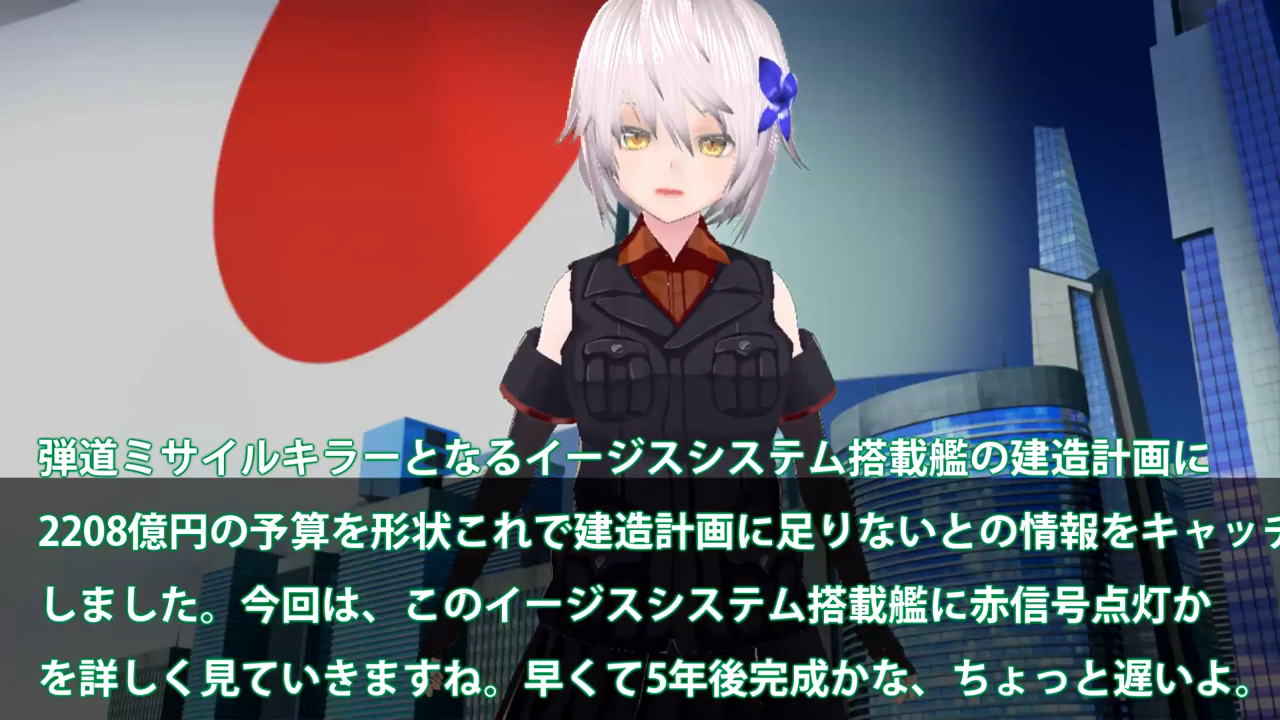 弾道ミサイルキラーとなるイージスシステム搭載艦の建造計画に
2208億円の予算を形状これで建造計画に足りないとの情報をキャッチ
しました。今回は、このイージスシステム搭載艦に赤信号点灯か
を詳しく見ていきますね。早くて5年後完成かな、ちょっと遅いよ。